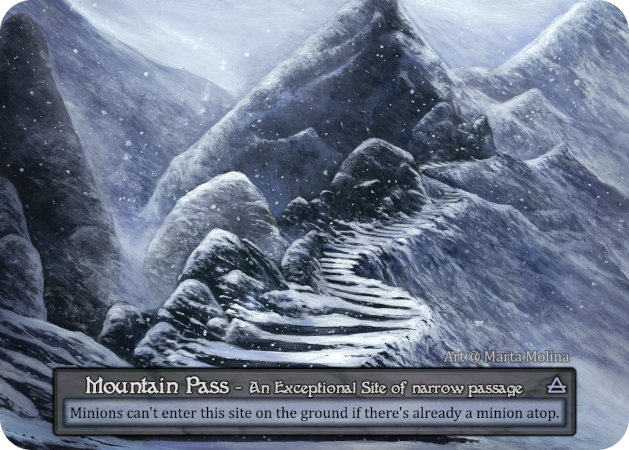 Art @ Marta Molina
Mountain Pass - An Exceptional Site of narrow passage
Minions can't enter this site on the ground if there's already a minion atop.